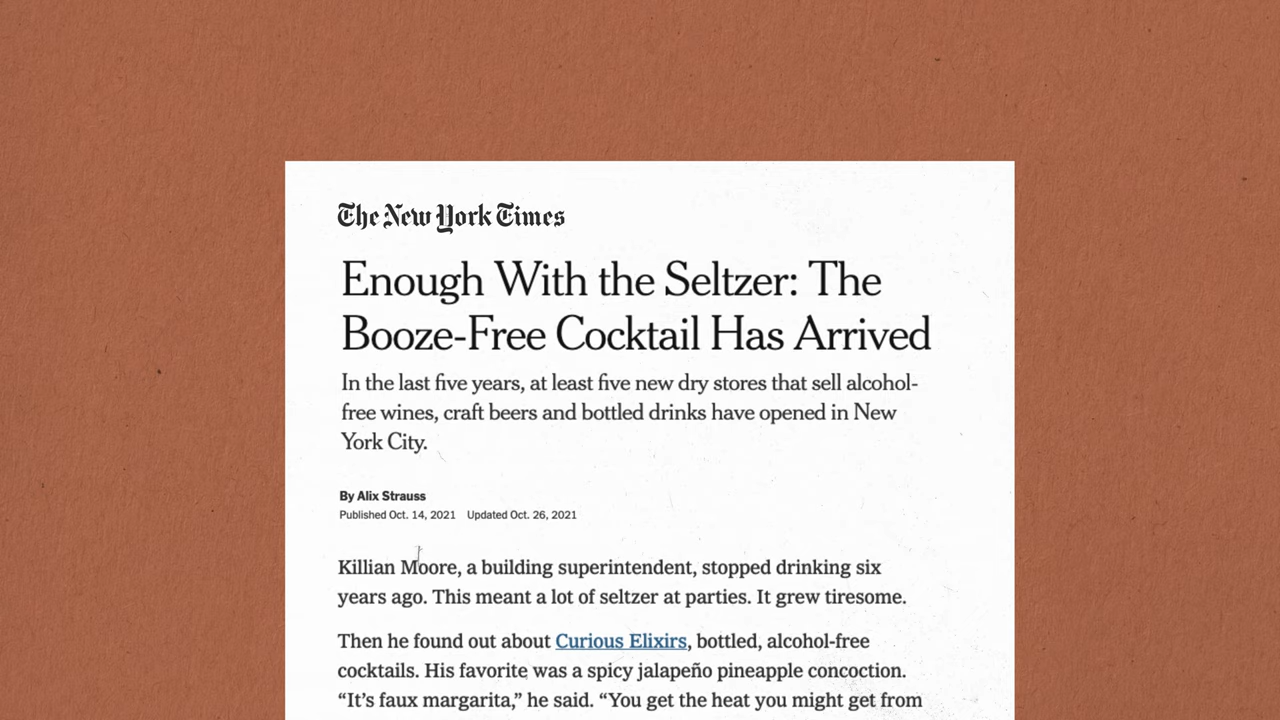 The New York Times
Enough With the Seltzer: The
Booze-Free Cocktail Has Arrived
In the last five years, at least five new dry stores that sell alcohol-
free wines, craft beers and bottled drinks have opened in New
York City.
By Alix Strauss
Published Oct. 14, 2021 Updated Oct. 26, 2021
Killian Moore, a building superintendent, stopped drinking six
years ago. This meant a lot of seltzer at parties. It grew tiresome.
Then he found out about Curious Elixirs, bottled, alcohol-free
cocktails. His favorite was a spicy jalapeño pineapple concoction.
“It’s faux margarita,” he said. “You get the heat you might get from